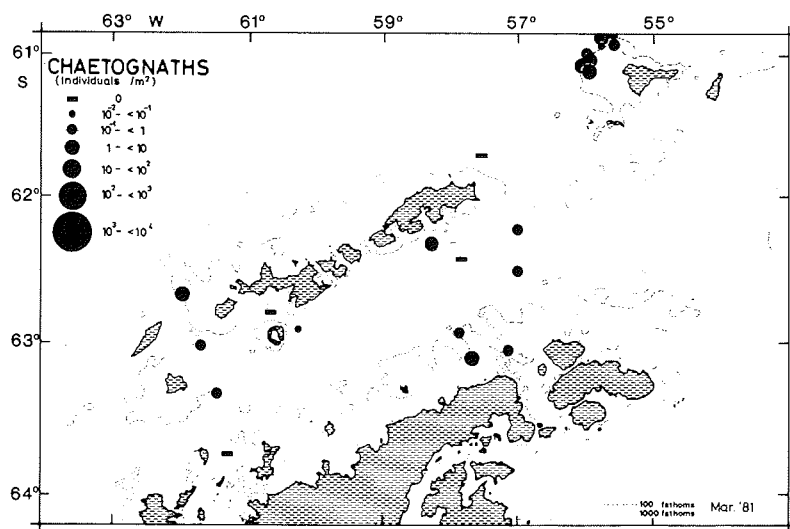 63° W 61° 59° 57° 55°
61°
S
CHAETOGNATHS
(Individuals /m²)
0
10⁻²- <10⁻¹
10⁻¹- <1
1 - <10
10 - <10²
10²- <10³
10³- <10⁴
62°
63°
64°
100 fathoms
1000 fathoms
Mar. '81